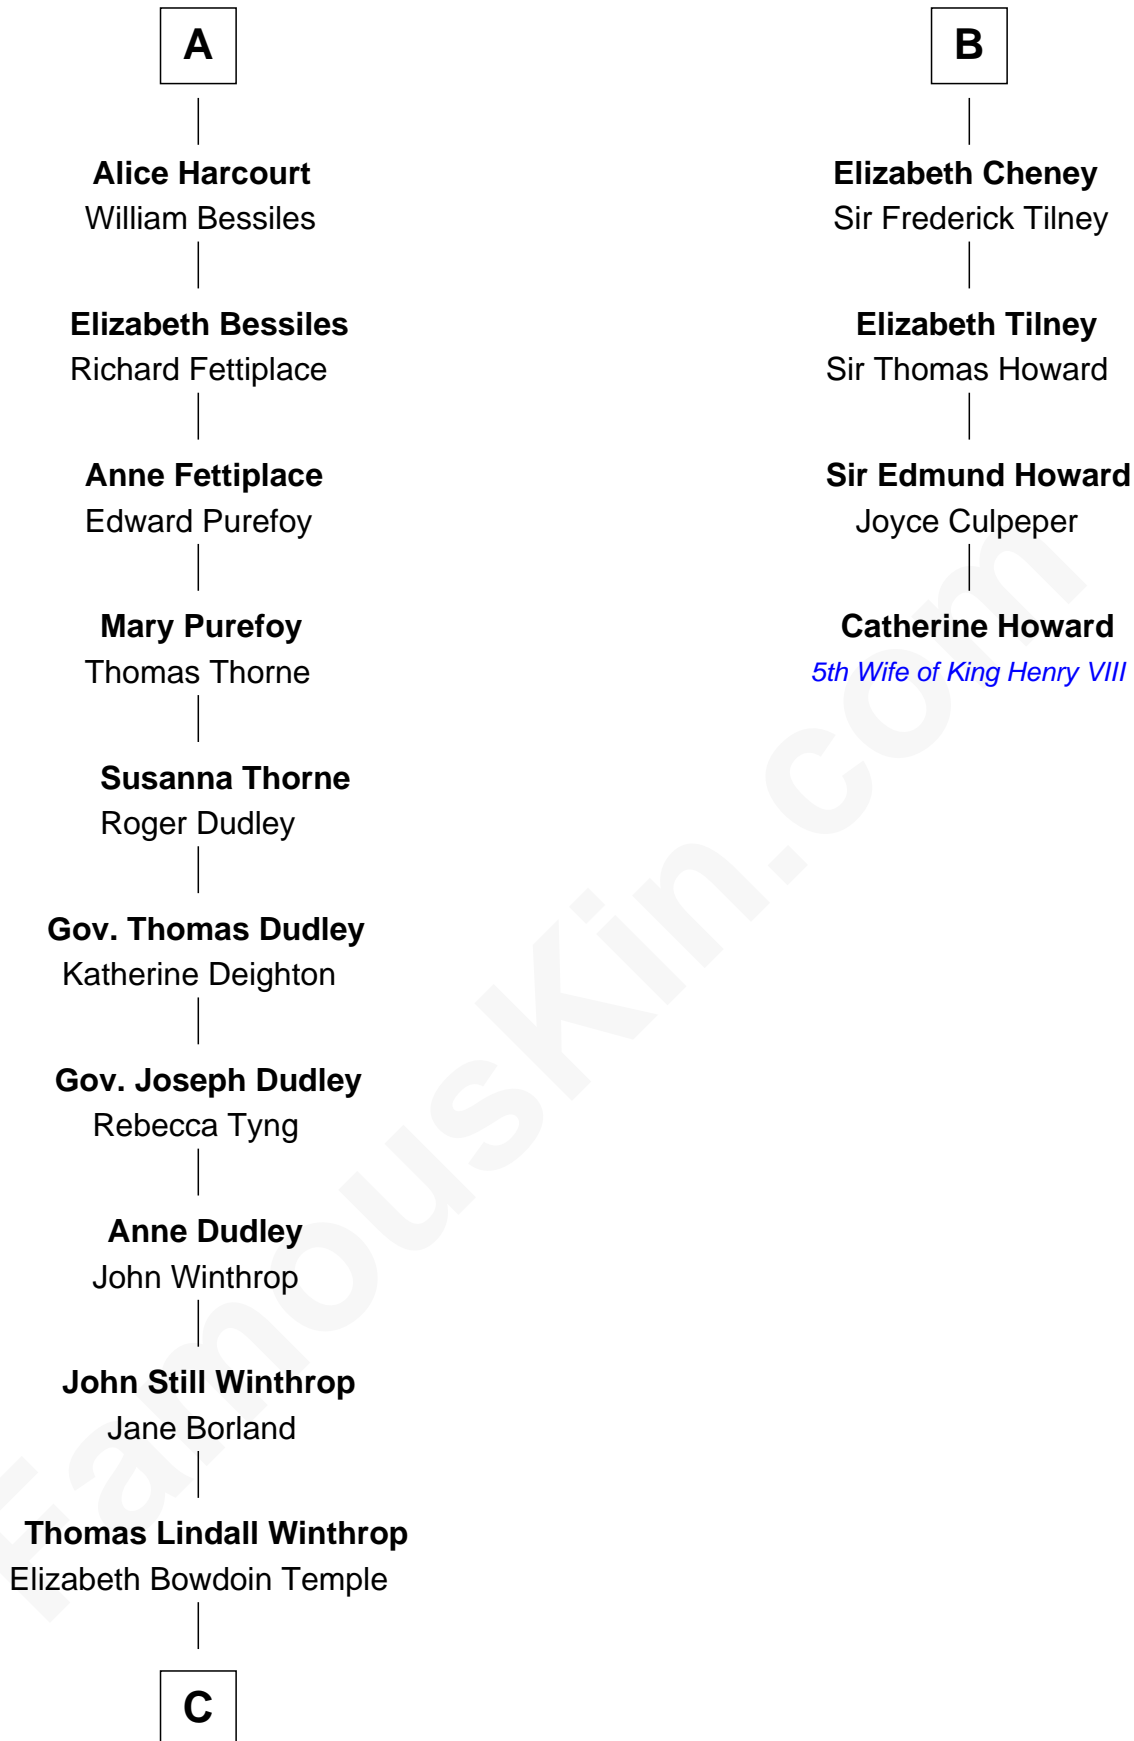 A
Alice Harcourt
William Bessiles
Elizabeth Bessiles
Richard Fettiplace
Anne Fettiplace
Edward Purefoy
Mary Purefoy
Thomas Thorne
Susanna Thorne
Roger Dudley
Gov. Thomas Dudley
Katherine Deighton
Gov. Joseph Dudley
Rebecca Tyng
Anne Dudley
John Winthrop
John Still Winthrop
Jane Borland
Thomas Lindall Winthrop
Elizabeth Bowdoin Temple
C
B
Elizabeth Cheney
Sir Frederick Tilney
Elizabeth Tilney
Sir Thomas Howard
Sir Edmund Howard
Joyce Culpeper
Catherine Howard
5th Wife of King Henry VIII
FamousKin.com